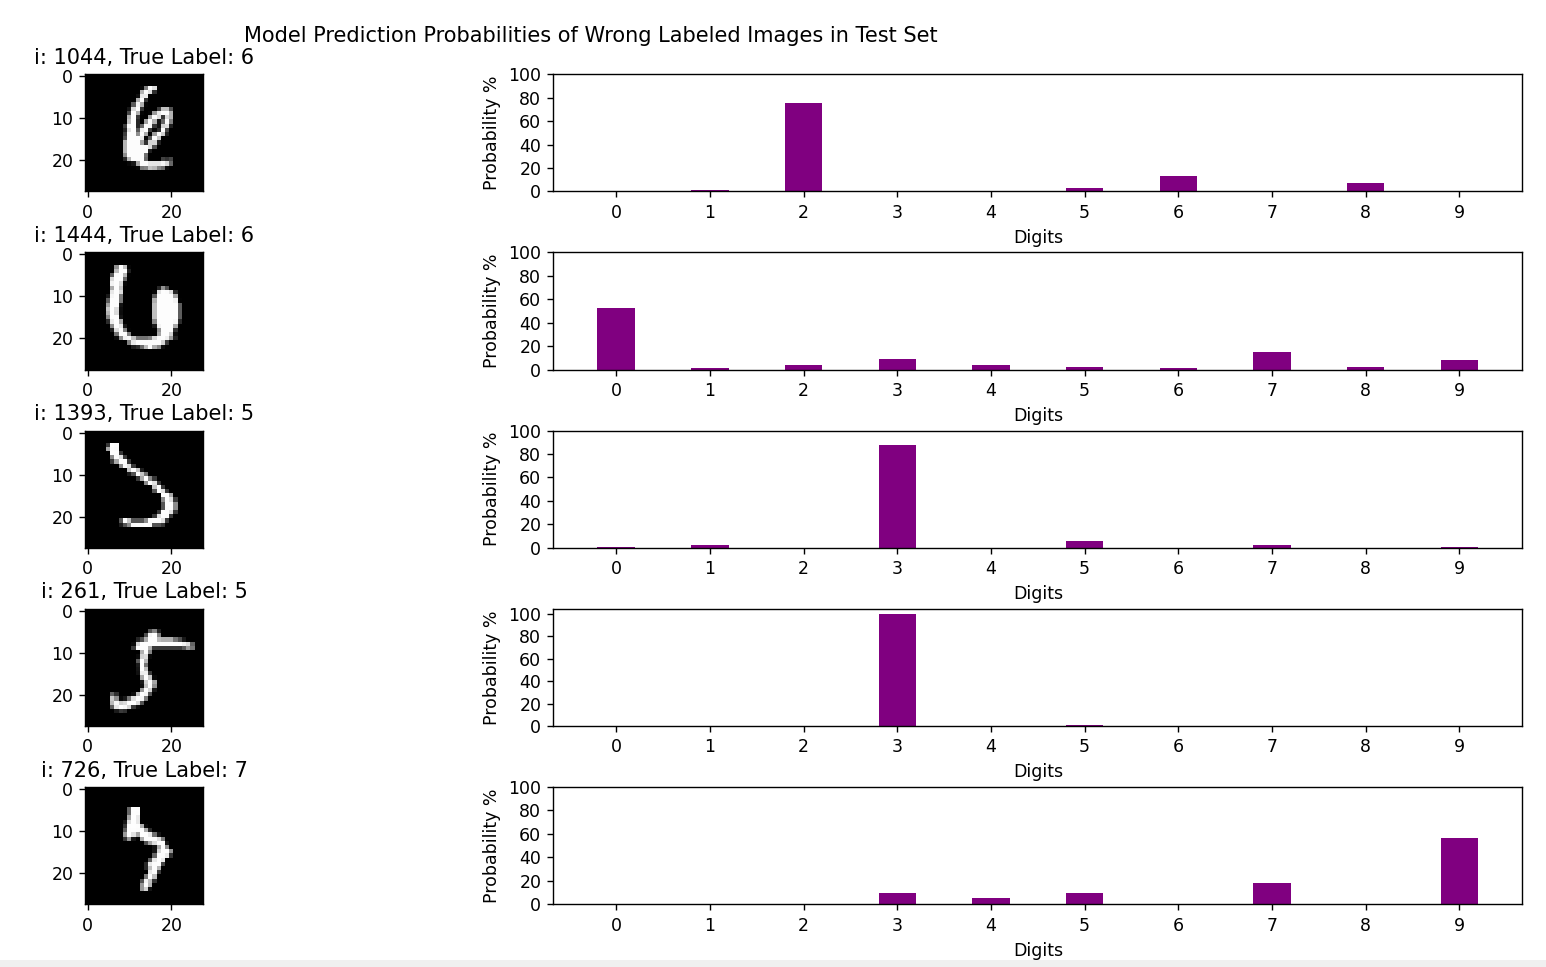 Model Prediction Probabilities of Wrong Labeled Images in Test Set
i: 1044, True Label: 6
0
10
20
0 20
Probability %
100
80
60
40
20
0
0 1 2 3 4 5 6 7 8 9
Digits
i: 1444, True Label: 6
0
10
20
0 20
Probability %
100
80
60
40
20
0
0 1 2 3 4 5 6 7 8 9
Digits
i: 1393, True Label: 5
0
10
20
0 20
Probability %
100
80
60
40
20
0
0 1 2 3 4 5 6 7 8 9
Digits
i: 261, True Label: 5
0
10
20
0 20
Probability %
100
80
60
40
20
0
0 1 2 3 4 5 6 7 8 9
Digits
i: 726, True Label: 7
0
10
20
0 20
Probability %
100
80
60
40
20
0
0 1 2 3 4 5 6 7 8 9
Digits